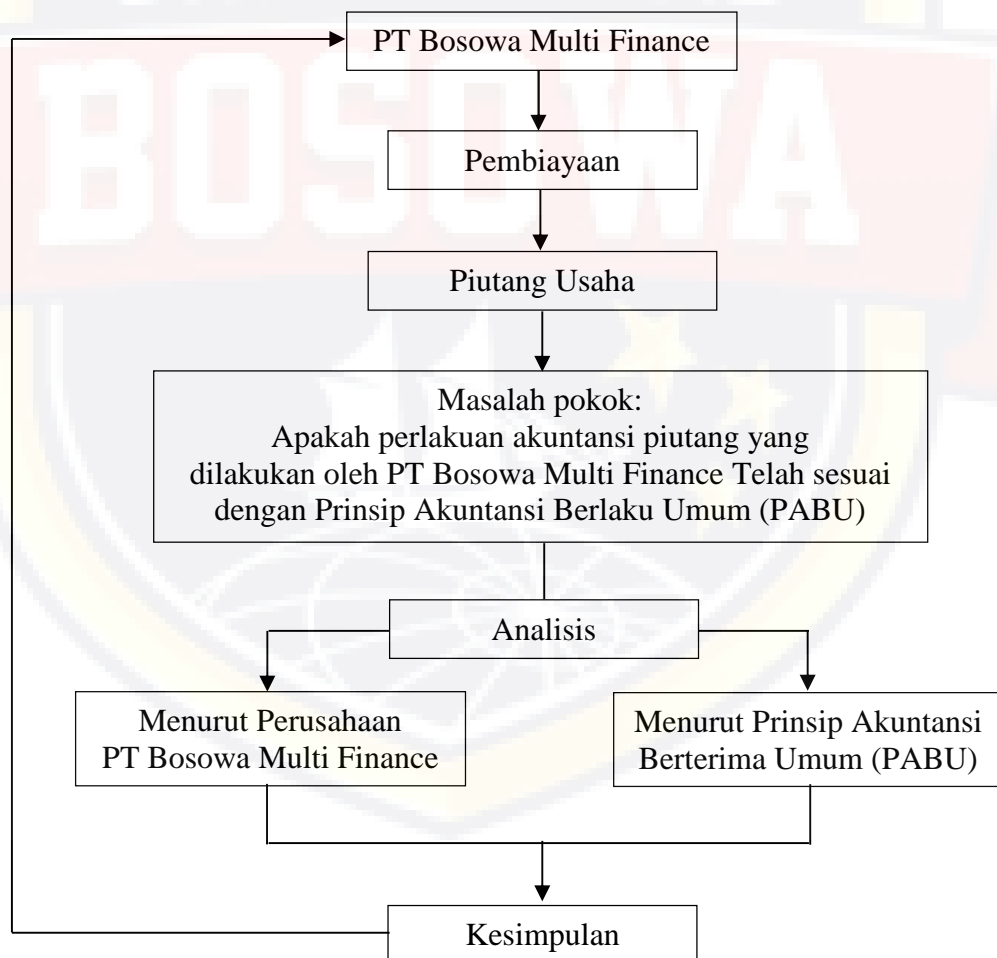 BOSOWA
PT Bosowa Multi Finance
Pembiayaan
Piutang Usaha
Masalah pokok:
Apakah perlakuan akuntansi piutang yang
dilakukan oleh PT Bosowa Multi Finance Telah sesuai
dengan Prinsip Akuntansi Berlaku Umum (PABU)
Analisis
Menurut Perusahaan
PT Bosowa Multi Finance
Menurut Prinsip Akuntansi
Berterima Umum (PABU)
Kesimpulan